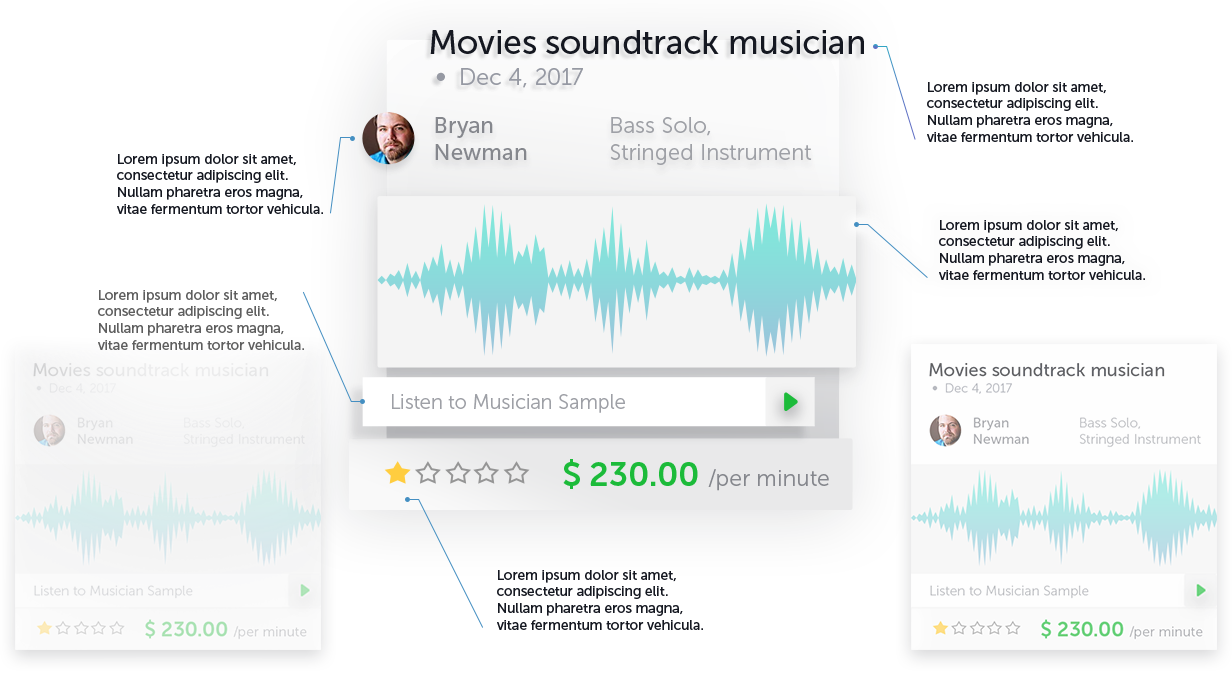 Movies soundtrack musician
Dec 4, 2017
Bryan
Newman
Bass Solo,
Stringed Instrument
Listen to Musician Sample
$ 230.00 /per minute
Lorem ipsum dolor sit amet,
consectetur adipiscing elit.
Nullam pharetra eros magna,
vitae fermentum tortor vehicula.
Lorem ipsum dolor sit amet,
consectetur adipiscing elit.
Nullam pharetra eros magna,
vitae fermentum tortor vehicula.
Lorem ipsum dolor sit amet,
consectetur adipiscing elit.
Nullam pharetra eros magna,
vitae fermentum tortor vehicula.
Lorem ipsum dolor sit amet,
consectetur adipiscing elit.
Nullam pharetra eros magna,
vitae fermentum tortor vehicula.
Lorem ipsum dolor sit amet,
consectetur adipiscing elit.
Nullam pharetra eros magna,
vitae fermentum tortor vehicula.
Movies soundtrack musician
Dec 4, 2017
Bryan
Newman
Bass Solo,
Stringed Instrument
Listen to Musician Sample
$ 230.00 /per minute
Movies soundtrack musician
Dec 4, 2017
Bryan
Newman
Bass Solo,
Stringed Instrument
Listen to Musician Sample
$ 230.00 /per minute